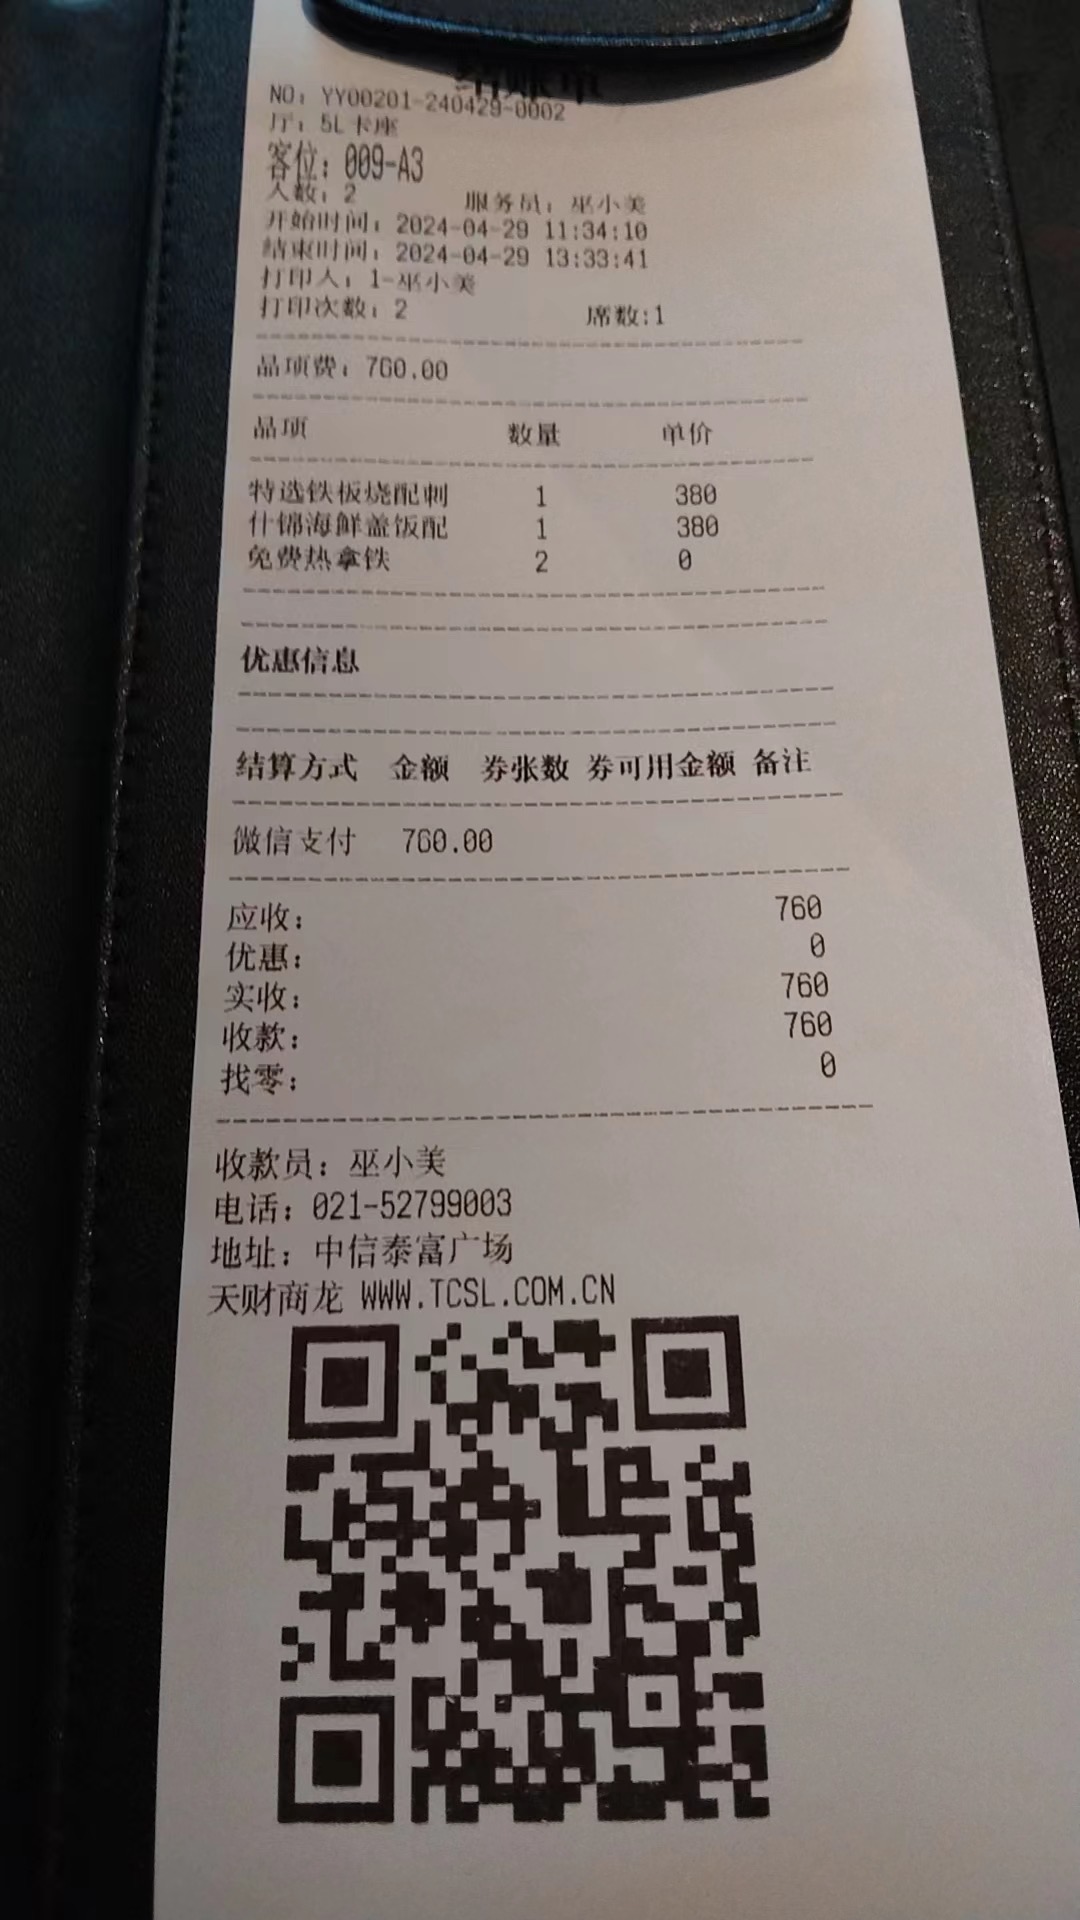 结账单
NO: YY00201-240429-0002
厅: 5L卡座
客位: 009-A3
人数: 2 服务员: 巫小美
开始时间: 2024-04-29 11:34:10
结束时间: 2024-04-29 13:33:41
打印人: 1-巫小美
打印次数: 2 席数:1
品项费: 760.00
品项 数量 单价
特选铁板烧配刺 1 380
什锦海鲜盖饭配 1 380
免费热拿铁 2 0
优惠信息
结算方式 金额 券张数 券可用金额 备注
微信支付 760.00
应收: 760
优惠: 0
实收: 760
收款: 760
找零: 0
收款员: 巫小美
电话: 021-52799003
地址: 中信泰富广场
天财商龙 WWW.TCSL.COM.CN